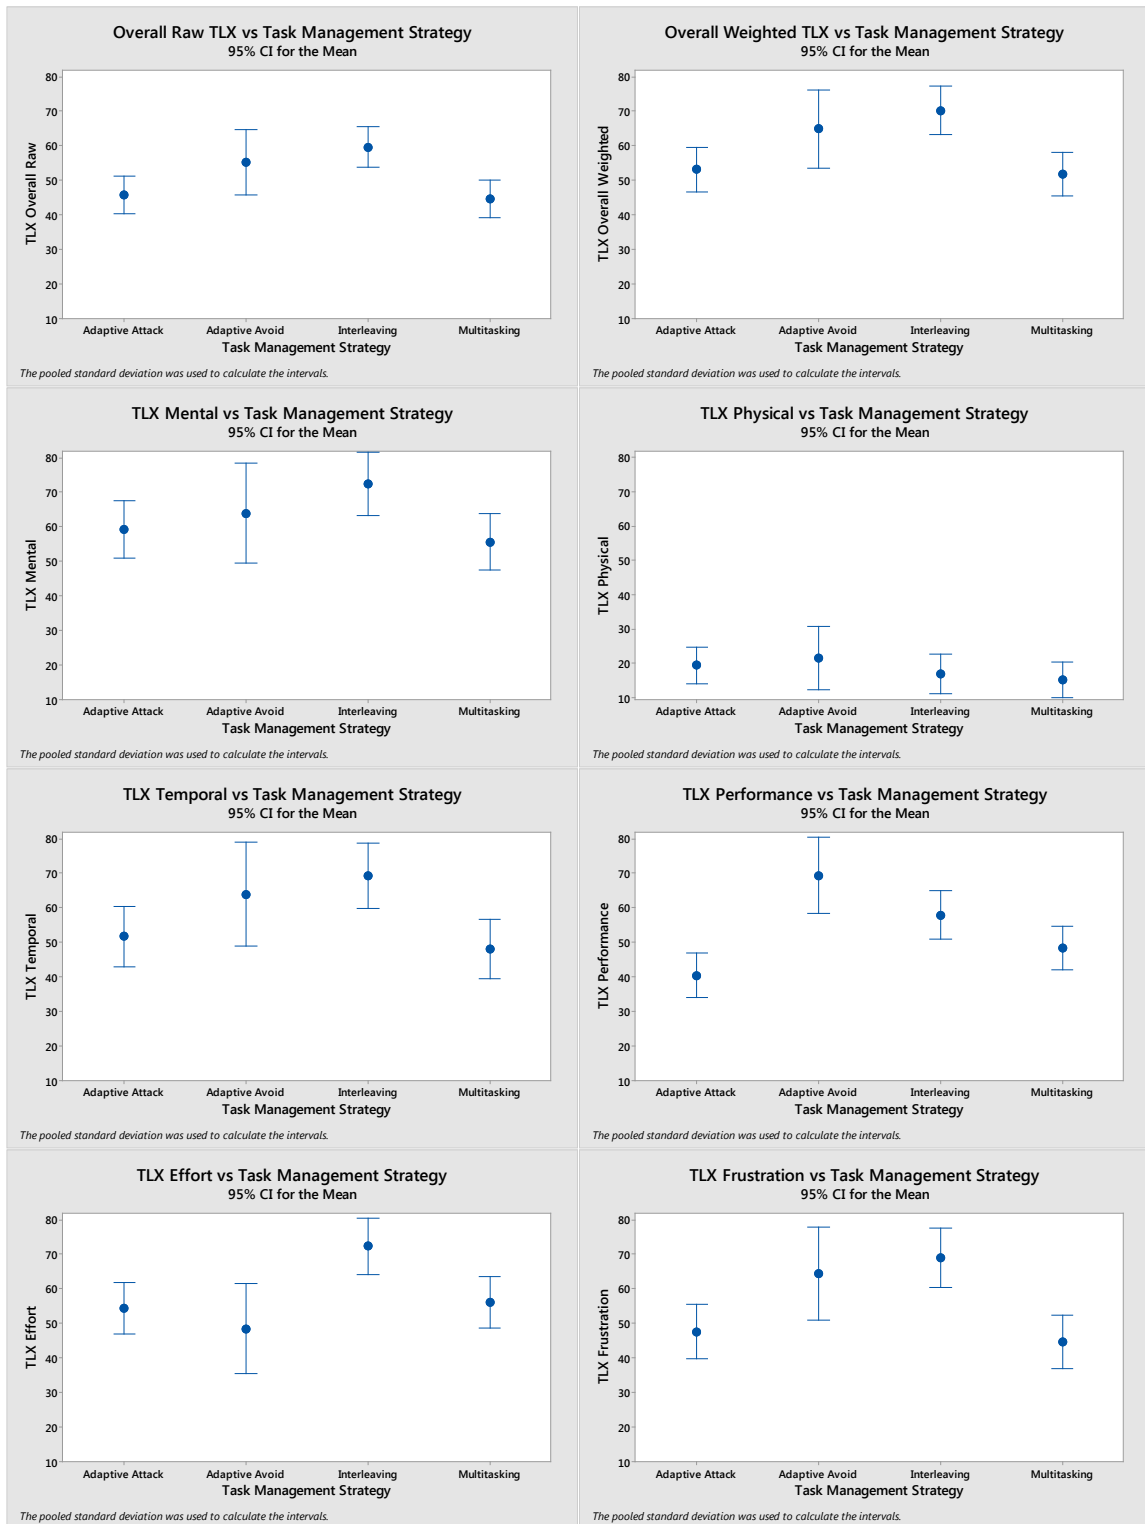 Overall Raw TLX vs Task Management Strategy
95% CI for the Mean
80
70
60
50
40
30
20
10
TLX Overall Raw
Adaptive Attack Adaptive Avoid Interleaving Multitasking
Task Management Strategy
The pooled standard deviation was used to calculate the intervals.
Overall Weighted TLX vs Task Management Strategy
95% CI for the Mean
80
70
60
50
40
30
20
10
TLX Overall Weighted
Adaptive Attack Adaptive Avoid Interleaving Multitasking
Task Management Strategy
The pooled standard deviation was used to calculate the intervals.
TLX Mental vs Task Management Strategy
95% CI for the Mean
80
70
60
50
40
30
20
10
TLX Mental
Adaptive Attack Adaptive Avoid Interleaving Multitasking
Task Management Strategy
The pooled standard deviation was used to calculate the intervals.
TLX Physical vs Task Management Strategy
95% CI for the Mean
80
70
60
50
40
30
20
10
TLX Physical
Adaptive Attack Adaptive Avoid Interleaving Multitasking
Task Management Strategy
The pooled standard deviation was used to calculate the intervals.
TLX Temporal vs Task Management Strategy
95% CI for the Mean
80
70
60
50
40
30
20
10
TLX Temporal
Adaptive Attack Adaptive Avoid Interleaving Multitasking
Task Management Strategy
The pooled standard deviation was used to calculate the intervals.
TLX Performance vs Task Management Strategy
95% CI for the Mean
80
70
60
50
40
30
20
10
TLX Performance
Adaptive Attack Adaptive Avoid Interleaving Multitasking
Task Management Strategy
The pooled standard deviation was used to calculate the intervals.
TLX Effort vs Task Management Strategy
95% CI for the Mean
80
70
60
50
40
30
20
10
TLX Effort
Adaptive Attack Adaptive Avoid Interleaving Multitasking
Task Management Strategy
The pooled standard deviation was used to calculate the intervals.
TLX Frustration vs Task Management Strategy
95% CI for the Mean
80
70
60
50
40
30
20
10
TLX Frustration
Adaptive Attack Adaptive Avoid Interleaving Multitasking
Task Management Strategy
The pooled standard deviation was used to calculate the intervals.